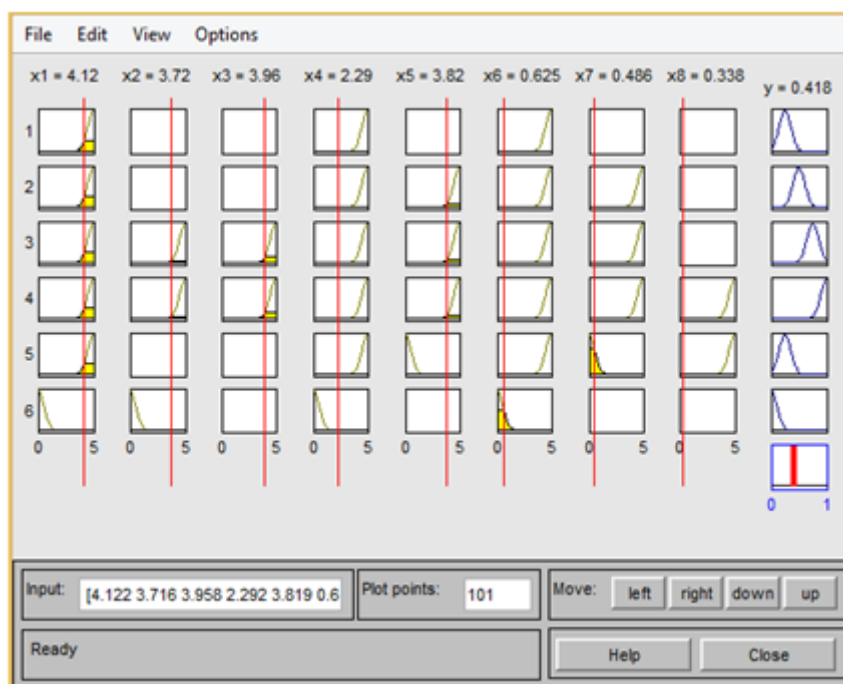 File Edit View Options
x1 = 4.12 x2 = 3.72 x3 = 3.96 x4 = 2.29 x5 = 3.82 x6 = 0.625 x7 = 0.486 x8 = 0.338 y = 0.418
1
2
3
4
5
6
0 5 0 5 0 5 0 5 0 5 0 5 0 5 0 5
0 1
Input: [4.122 3.716 3.958 2.292 3.819 0.6 Plot points: 101 Move: left right down up
Ready Help Close